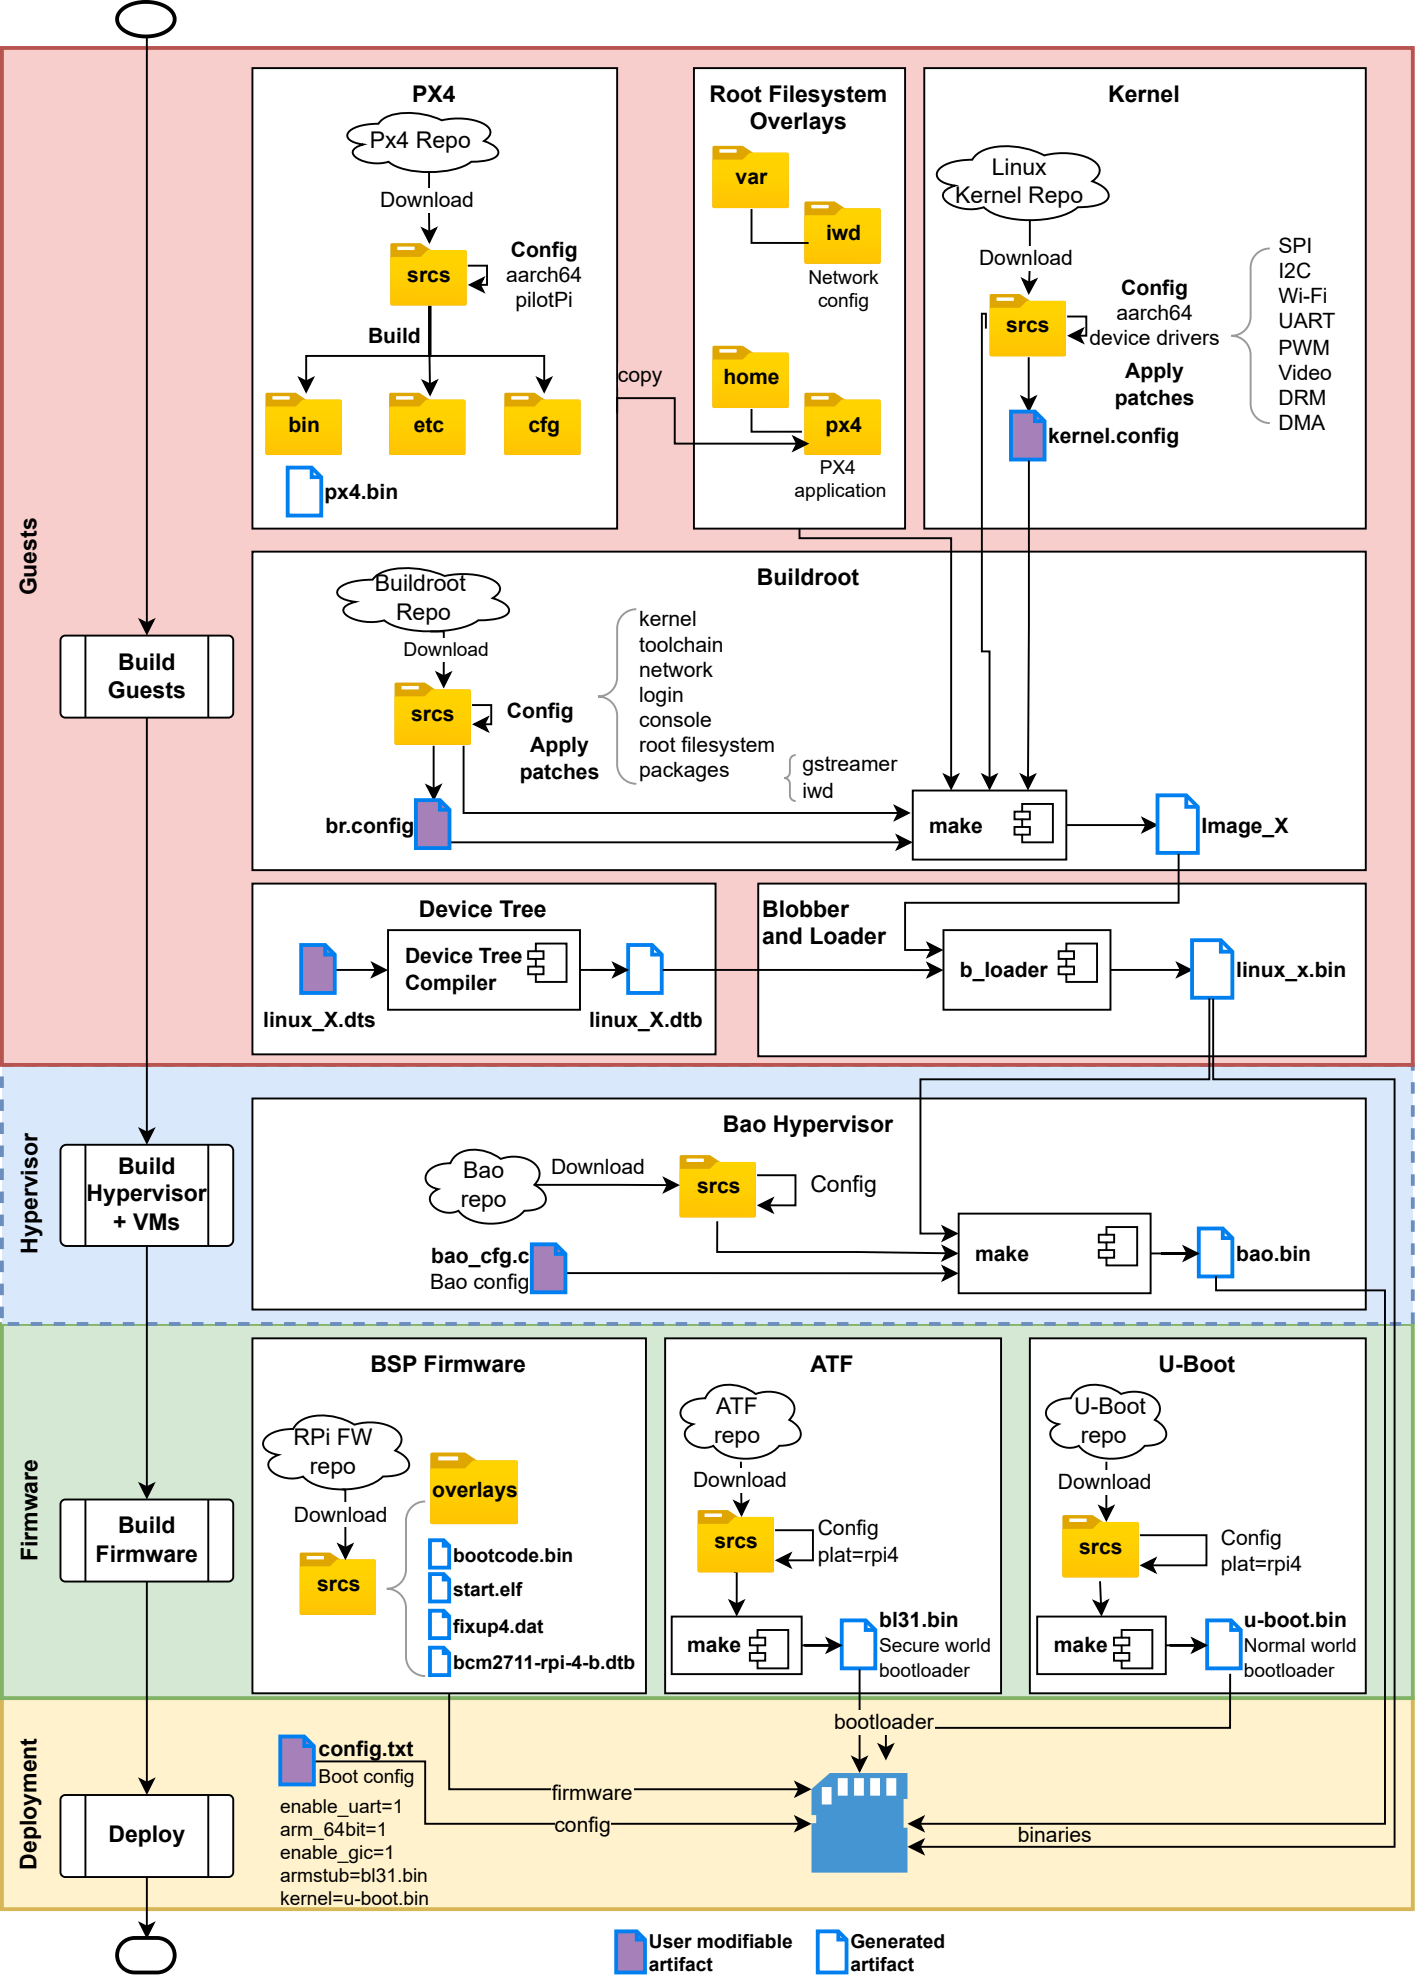 Guests
Build
Guests
PX4
Px4 Repo
Download
srcs
Config
aarch64
pilotPi
Build
bin
etc
cfg
px4.bin
copy
Root Filesystem
Overlays
var
iwd
Network
config
home
px4
PX4
application
Kernel
Linux
Kernel Repo
Download
srcs
Config
aarch64
device drivers
Apply
patches
SPI
I2C
Wi-Fi
UART
PWM
Video
DRM
DMA
kernel.config
Buildroot
Buildroot
Repo
Download
srcs
Config
Apply
patches
kernel
toolchain
network
login
console
root filesystem
packages
gstreamer
iwd
br.config
make
Image_X
Device Tree
Device Tree
Compiler
linux_X.dts
linux_X.dtb
Blobber
and Loader
b_loader
linux_x.bin
Hypervisor
Build
Hypervisor
+ VMs
Bao Hypervisor
Bao
repo
Download
srcs
Config
bao_cfg.c
Bao config
make
bao.bin
Firmware
Build
Firmware
BSP Firmware
RPi FW
repo
Download
srcs
overlays
bootcode.bin
start.elf
fixup4.dat
bcm2711-rpi-4-b.dtb
ATF
ATF
repo
Download
srcs
Config
plat=rpi4
make
bl31.bin
Secure world
bootloader
U-Boot
U-Boot
repo
Download
srcs
Config
plat=rpi4
make
u-boot.bin
Normal world
bootloader
Deployment
Deploy
config.txt
Boot config
enable_uart=1
arm_64bit=1
enable_gic=1
armstub=bl31.bin
kernel=u-boot.bin
bootloader
firmware
config
binaries
User modifiable
artifact
Generated
artifact